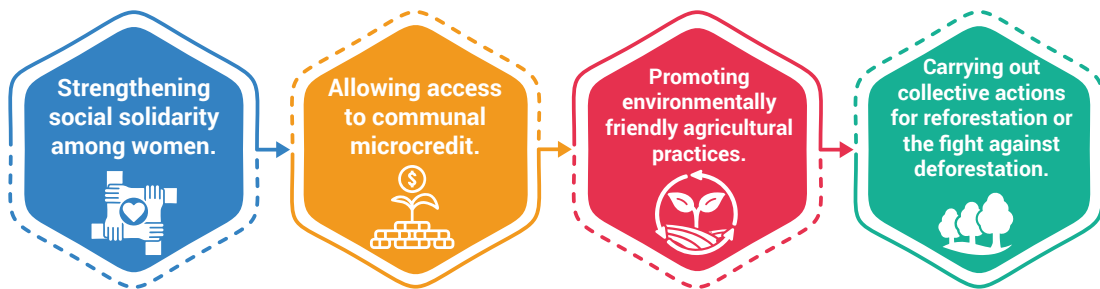 Strengthening
social solidarity
among women.
Allowing access
to communal
microcredit.
$
Promoting
environmentally
friendly agricultural
practices.
Carrying out
collective actions
for reforestation or
the fight against
deforestation.